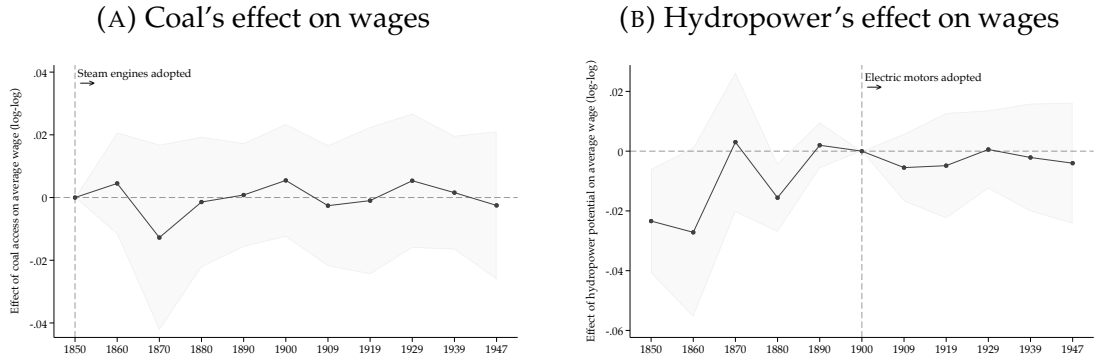 (A) Coal's effect on wages
Effect of coal access on average wage (log-log)
.04
.02
0
-.02
-.04
Steam engines adopted
1850 1860 1870 1880 1890 1900 1909 1919 1929 1939 1947
(B) Hydropower's effect on wages
Effect of hydropower potential on average wage (log-log)
.02
0
-.02
-.04
-.06
Electric motors adopted
1850 1860 1870 1880 1890 1900 1909 1919 1929 1939 1947